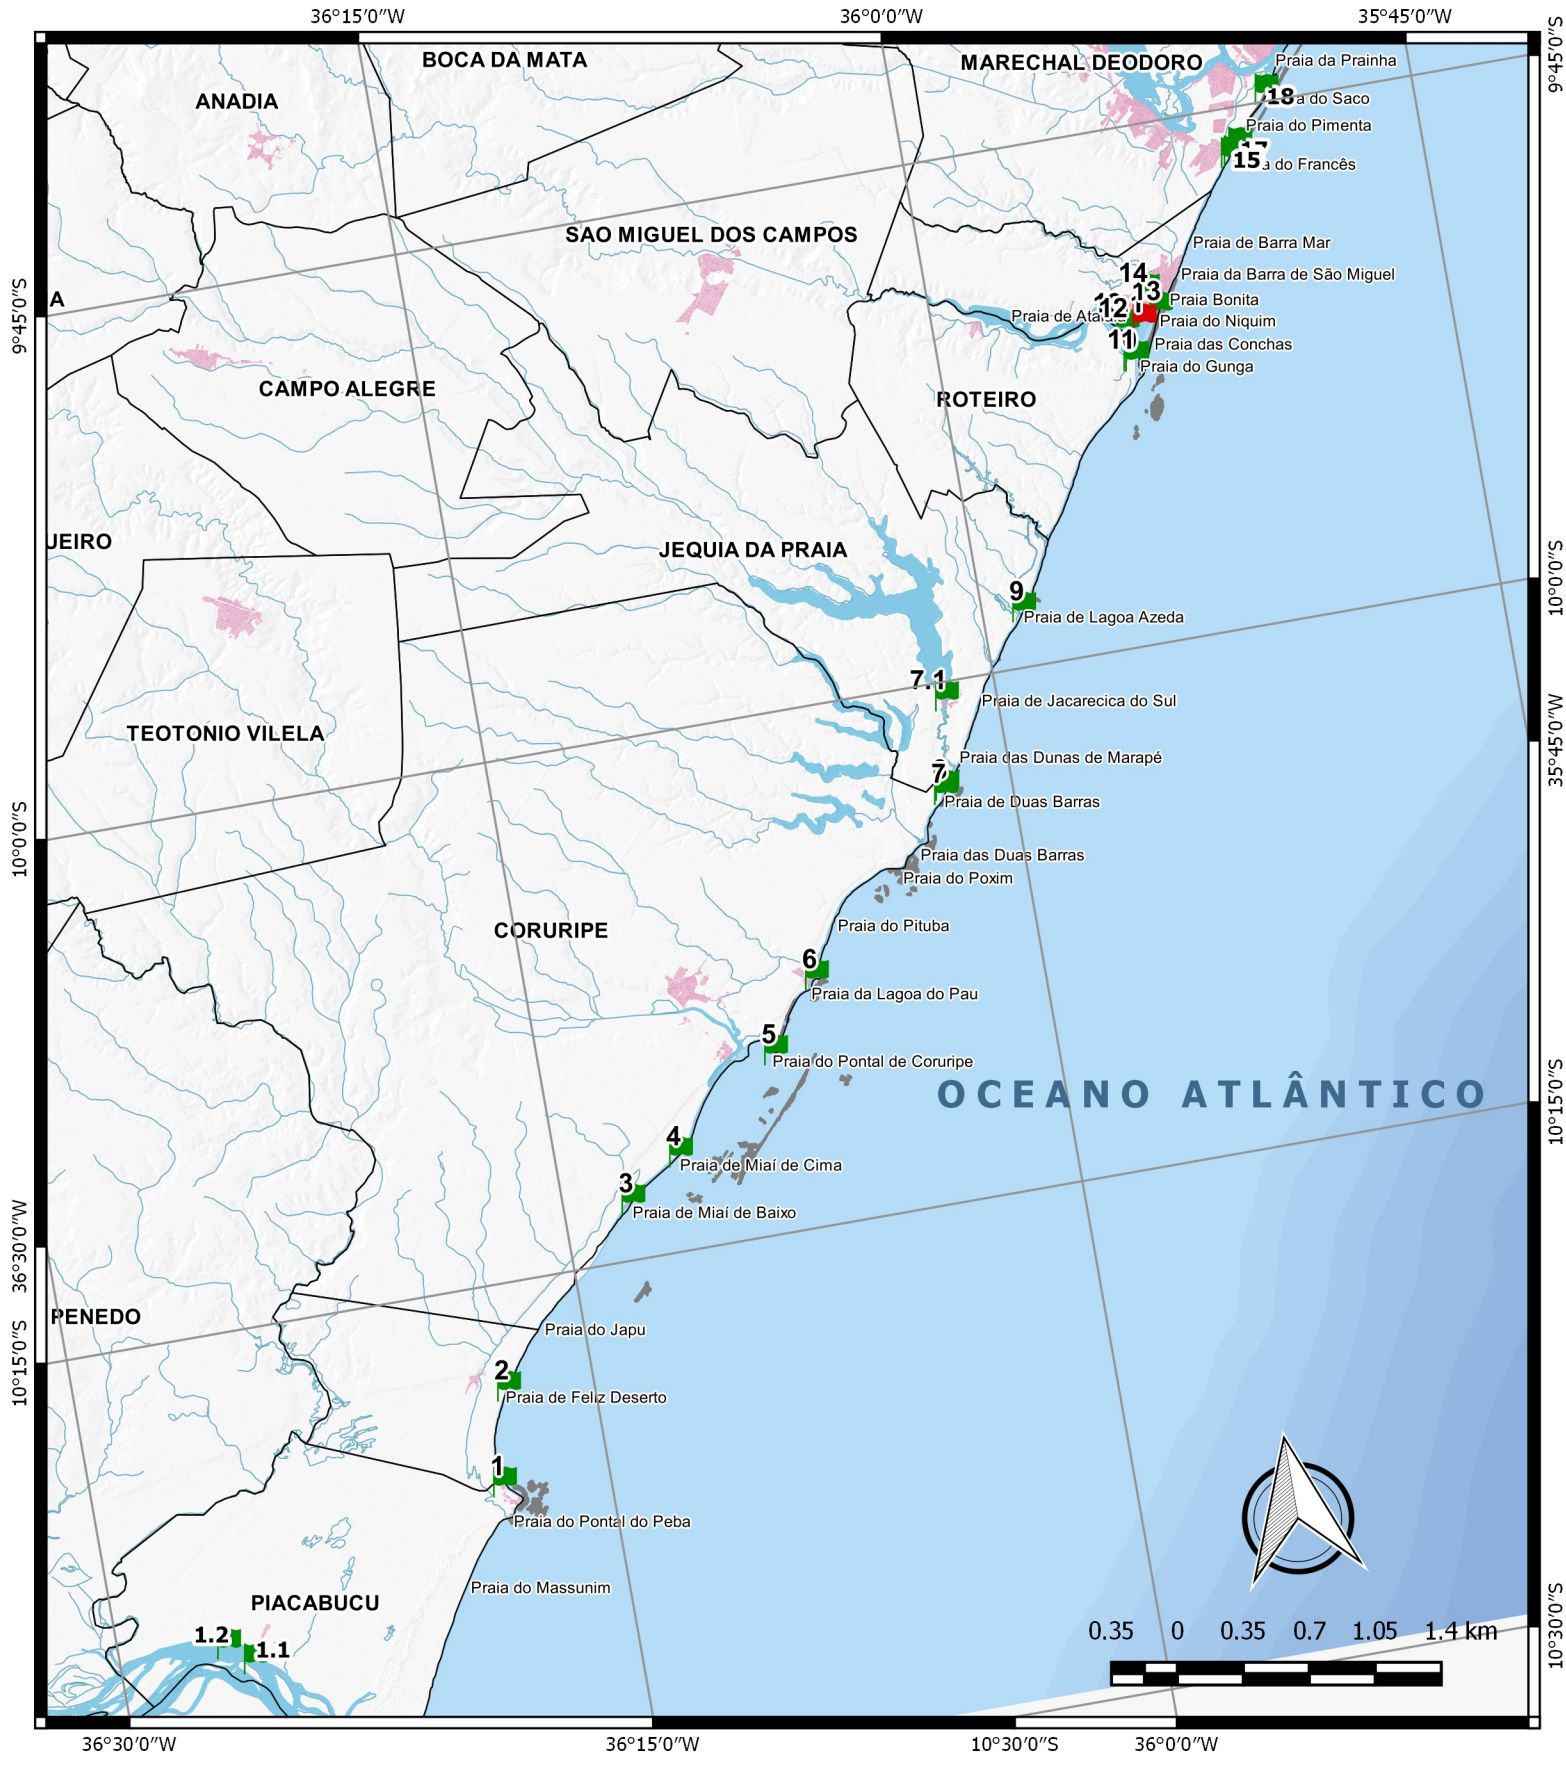 36°15'0"W
36°0'0"W
35°45'0"W
9°45'0"S
BOCA DA MATA
MARECHAL DEODORO
Praia da Prainha
ANADIA
18
a do Saco
Praia do Pimenta
15
a do Francês
SAO MIGUEL DOS CAMPOS
Praia de Barra Mar
14
Praia da Barra de São Miguel
13
A
Praia Bonita
12
Praia de Atalaia
Praia do Niquim
9°45'0"S
11
Praia das Conchas
Praia do Gunga
CAMPO ALEGRE
ROTEIRO
UEIRO
JEQUIA DA PRAIA
10°0'0"S
9
Praia de Lagoa Azeda
7.1
Praia de Jacarecica do Sul
TEOTONIO VILELA
35°45'0"W
Praia das Dunas de Marapé
7
Praia de Duas Barras
10°0'0"S
Praia das Duas Barras
Praia do Poxim
CORURIPE
Praia do Pituba
6
Praia da Lagoa do Pau
5
Praia do Pontal de Coruripe
OCEANO ATLÂNTICO
10°15'0"S
4
Praia de Miaí de Cima
3
Praia de Miaí de Baixo
36°30'0"W
PENEDO
Praia do Japu
10°15'0"S
2
Praia de Feliz Deserto
1
Praia do Pontal do Peba
Praia do Massunim
PIACABUCU
1.2
1.1
0.35 0 0.35 0.7 1.05 1.4 km
10°30'0"S
36°30'0"W
36°15'0"W
10°30'0"S
36°0'0"W